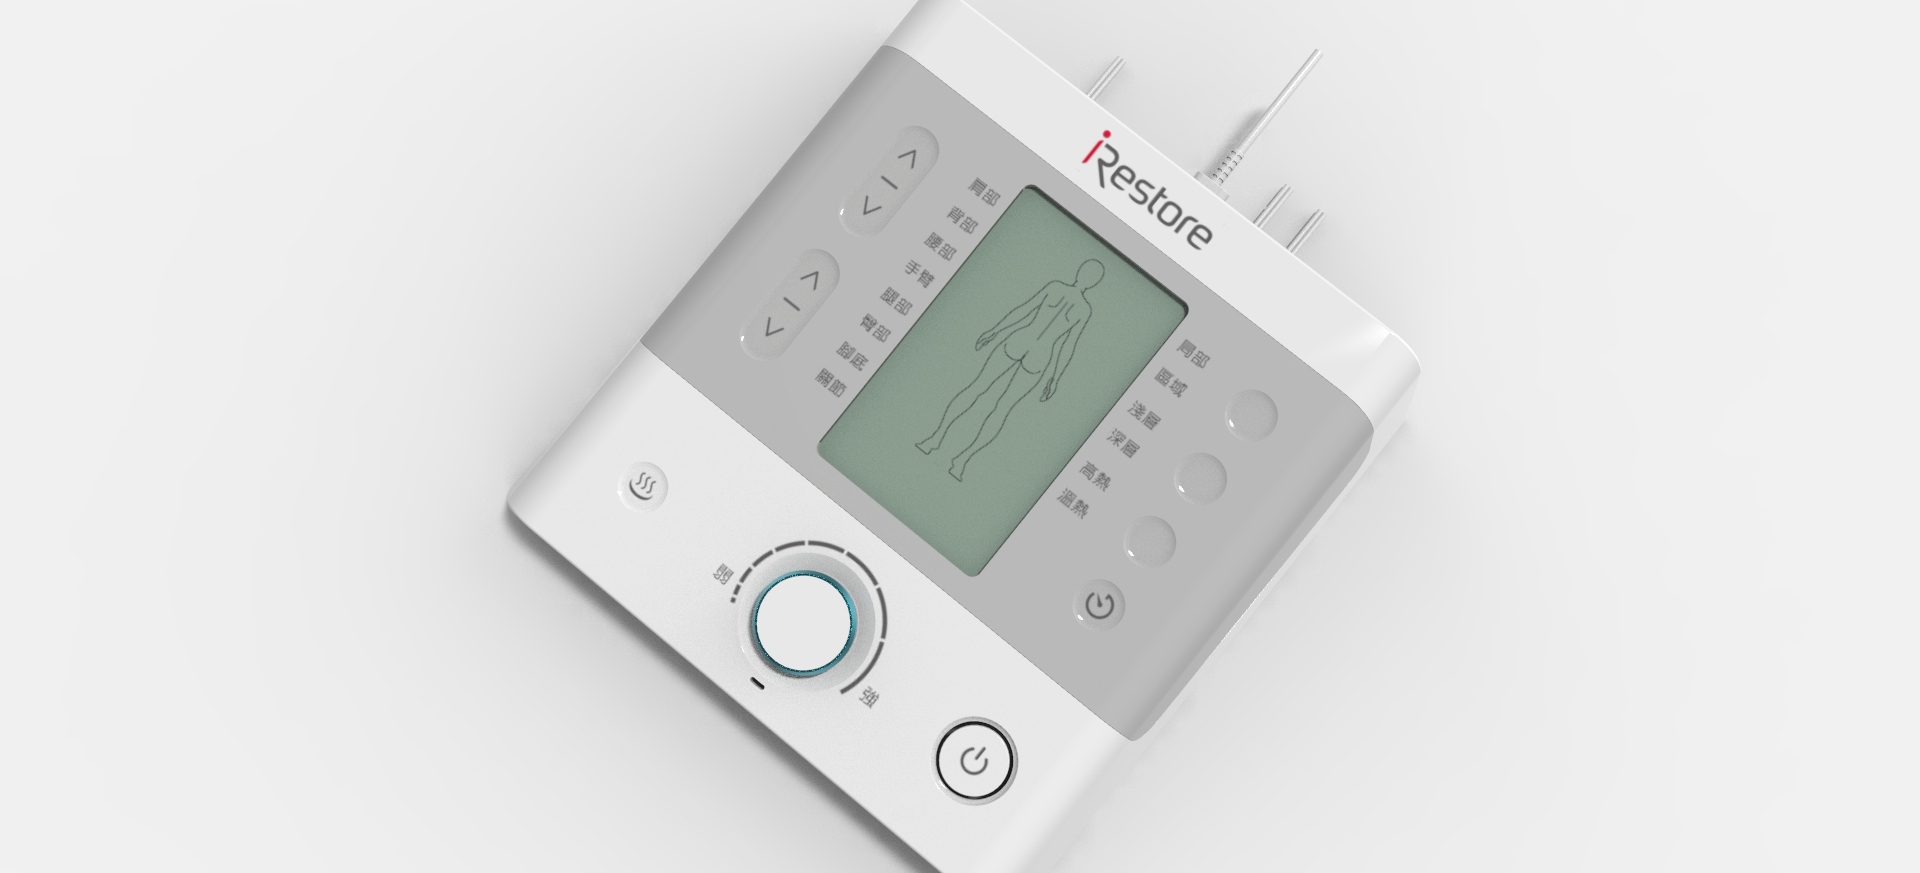 iRestore
肩部
背部
腰部
手臂
腿部
臀部
腳底
關節
局部
區域
淺層
深層
高熱
溫熱
弱
強